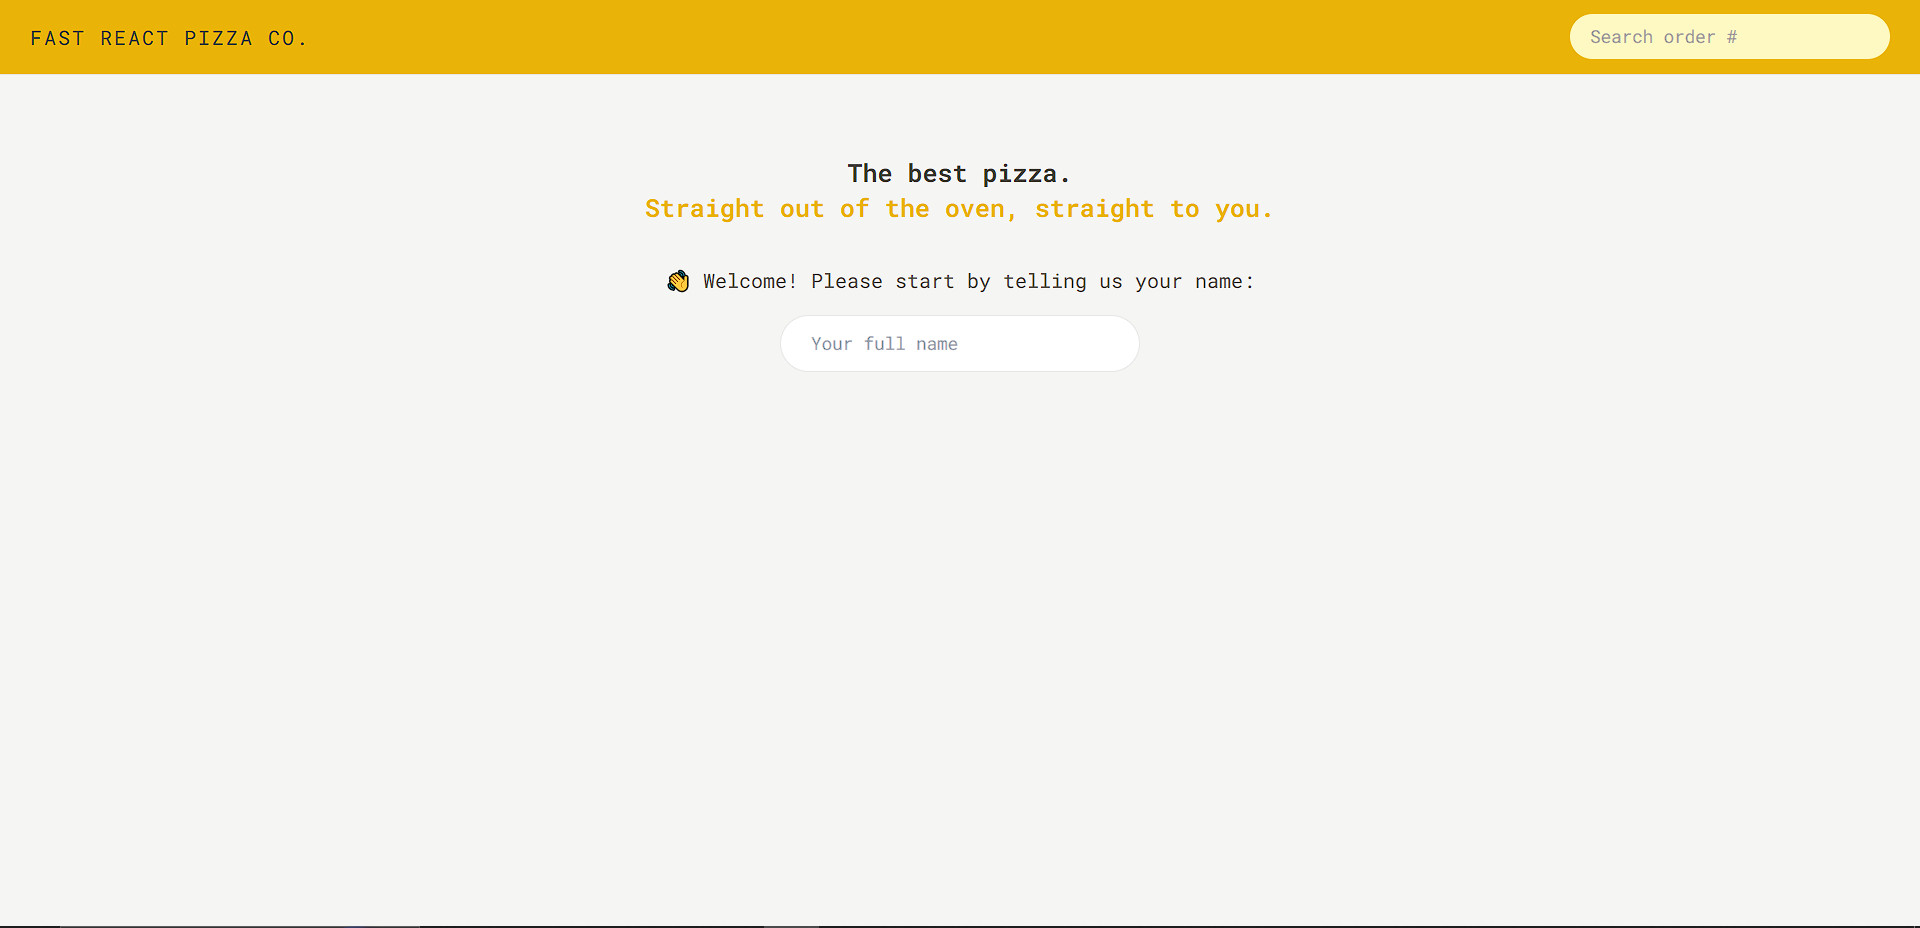 FAST REACT PIZZA CO.
Search order #
The best pizza.
Straight out of the oven, straight to you.
👋 Welcome! Please start by telling us your name:
Your full name